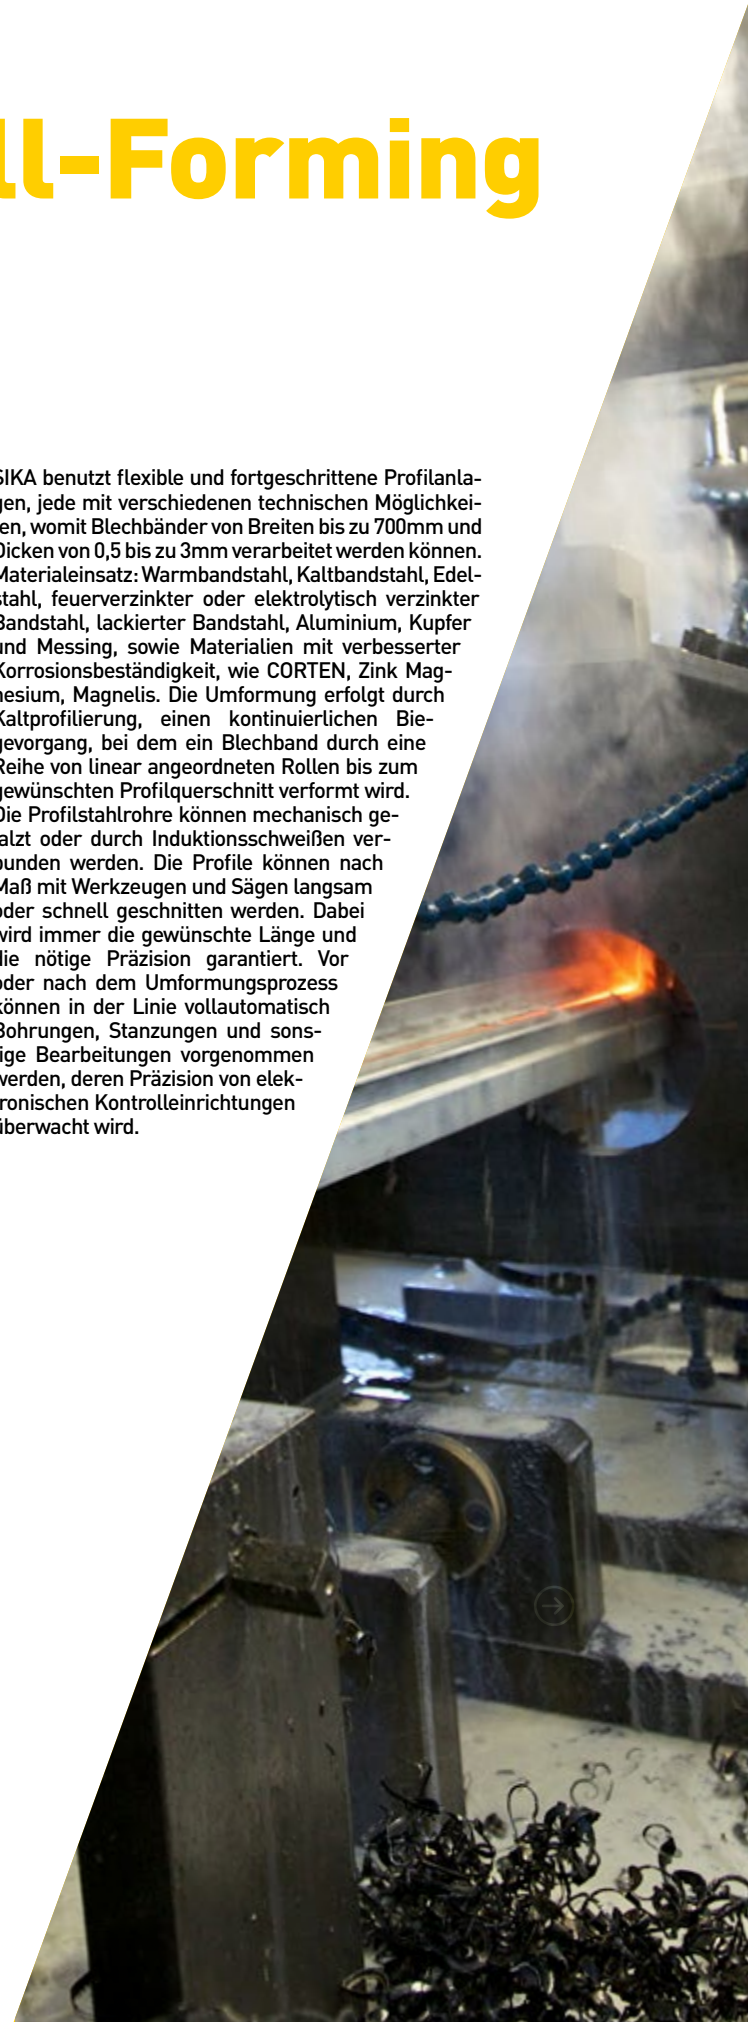 ll-Forming
SIKA benutzt flexible und fortgeschrittene Profilanla-
gen, jede mit verschiedenen technischen Möglichkei-
ten, womit Blechbänder von Breiten bis zu 700mm und
Dicken von 0,5 bis zu 3mm verarbeitet werden können.
Materialeinsatz: Warmbandstahl, Kaltbandstahl, Edel-
stahl, feuerverzinkter oder elektrolytisch verzinkter
Bandstahl, lackierter Bandstahl, Aluminium, Kupfer
und Messing, sowie Materialien mit verbesserter
Korrosionsbeständigkeit, wie CORTEN, Zink Mag-
nesium, Magnelis. Die Umformung erfolgt durch
Kaltprofilierung, einen kontinuierlichen Bie-
gevorgang, bei dem ein Blechband durch eine
Reihe von linear angeordneten Rollen bis zum
gewünschten Profilquerschnitt verformt wird.
Die Profilstahlrohre können mechanisch ge-
falzt oder durch Induktionsschweißen ver-
bunden werden. Die Profile können nach
Maß mit Werkzeugen und Sägen langsam
oder schnell geschnitten werden. Dabei
wird immer die gewünschte Länge und
die nötige Präzision garantiert. Vor
oder nach dem Umformungsprozess
können in der Linie vollautomatisch
Bohrungen, Stanzungen und sons-
tige Bearbeitungen vorgenommen
werden, deren Präzision von elek-
tronischen Kontrolleinrichtungen
überwacht wird.